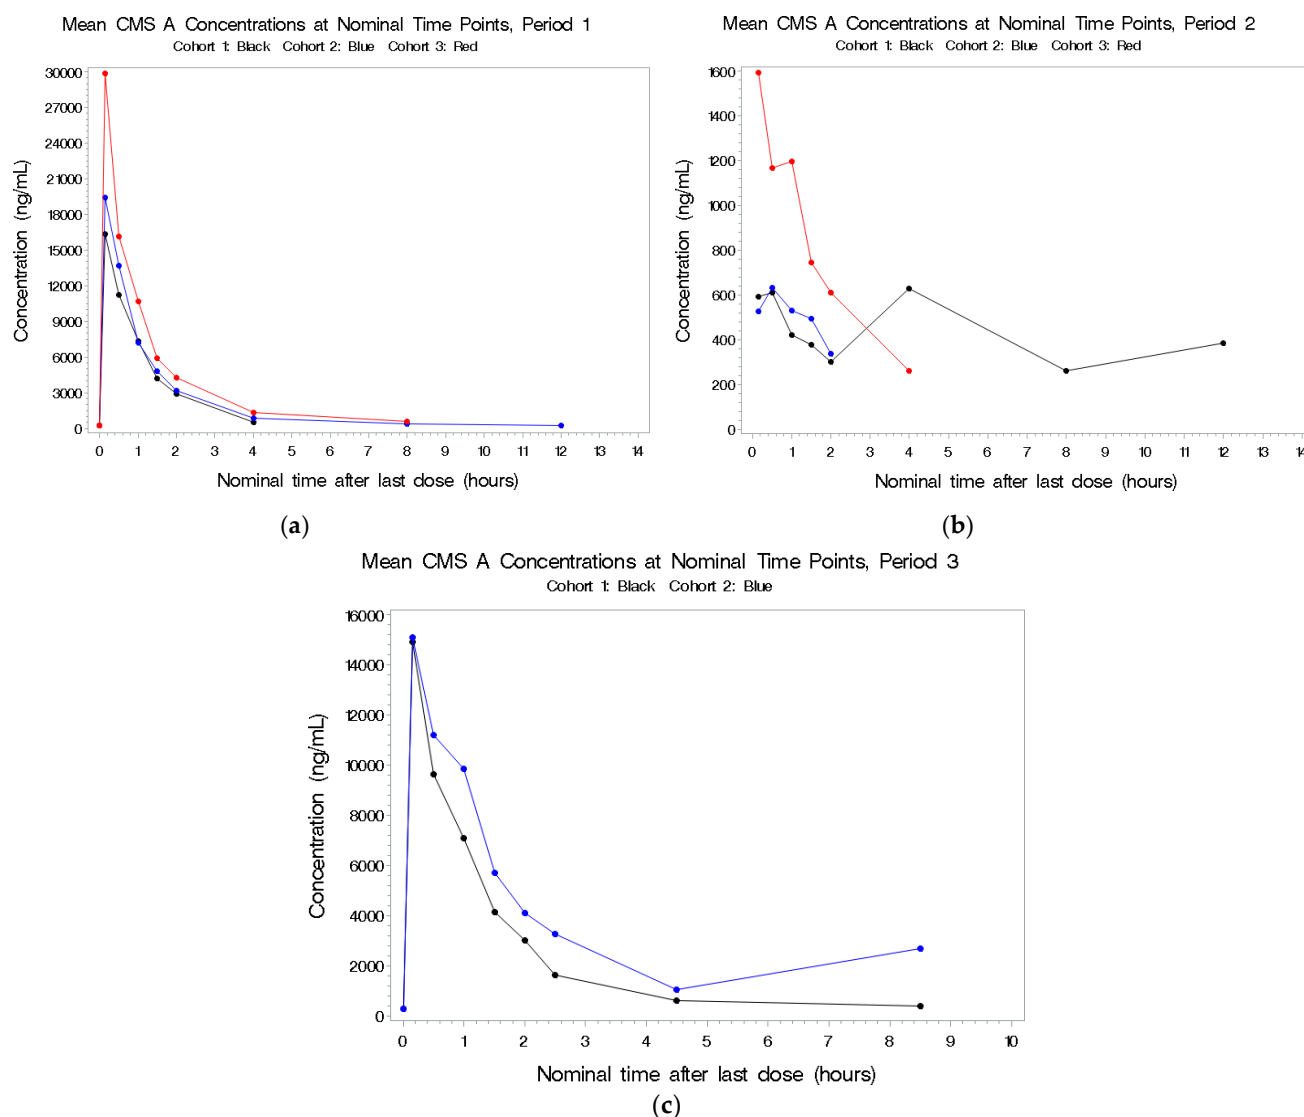 Mean CMS A Concentrations at Nominal Time Points, Period 1
Cohort 1: Black Cohort 2: Blue Cohort 3: Red
30000
27000
24000
21000
18000
15000
12000
9000
6000
3000
0
Concentration (ng/mL)
0 1 2 3 4 5 6 7 8 9 10 11 12 13 14
Nominal time after last dose (hours)
(a)
Mean CMS A Concentrations at Nominal Time Points, Period 2
Cohort 1: Black Cohort 2: Blue Cohort 3: Red
1600
1400
1200
1000
800
600
400
200
0
Concentration (ng/mL)
0 1 2 3 4 5 6 7 8 9 10 11 12 13 14
Nominal time after last dose (hours)
(b)
Mean CMS A Concentrations at Nominal Time Points, Period 3
Cohort 1: Black Cohort 2: Blue
16000
14000
12000
10000
8000
6000
4000
2000
0
Concentration (ng/mL)
0 1 2 3 4 5 6 7 8 9 10
Nominal time after last dose (hours)
(c)